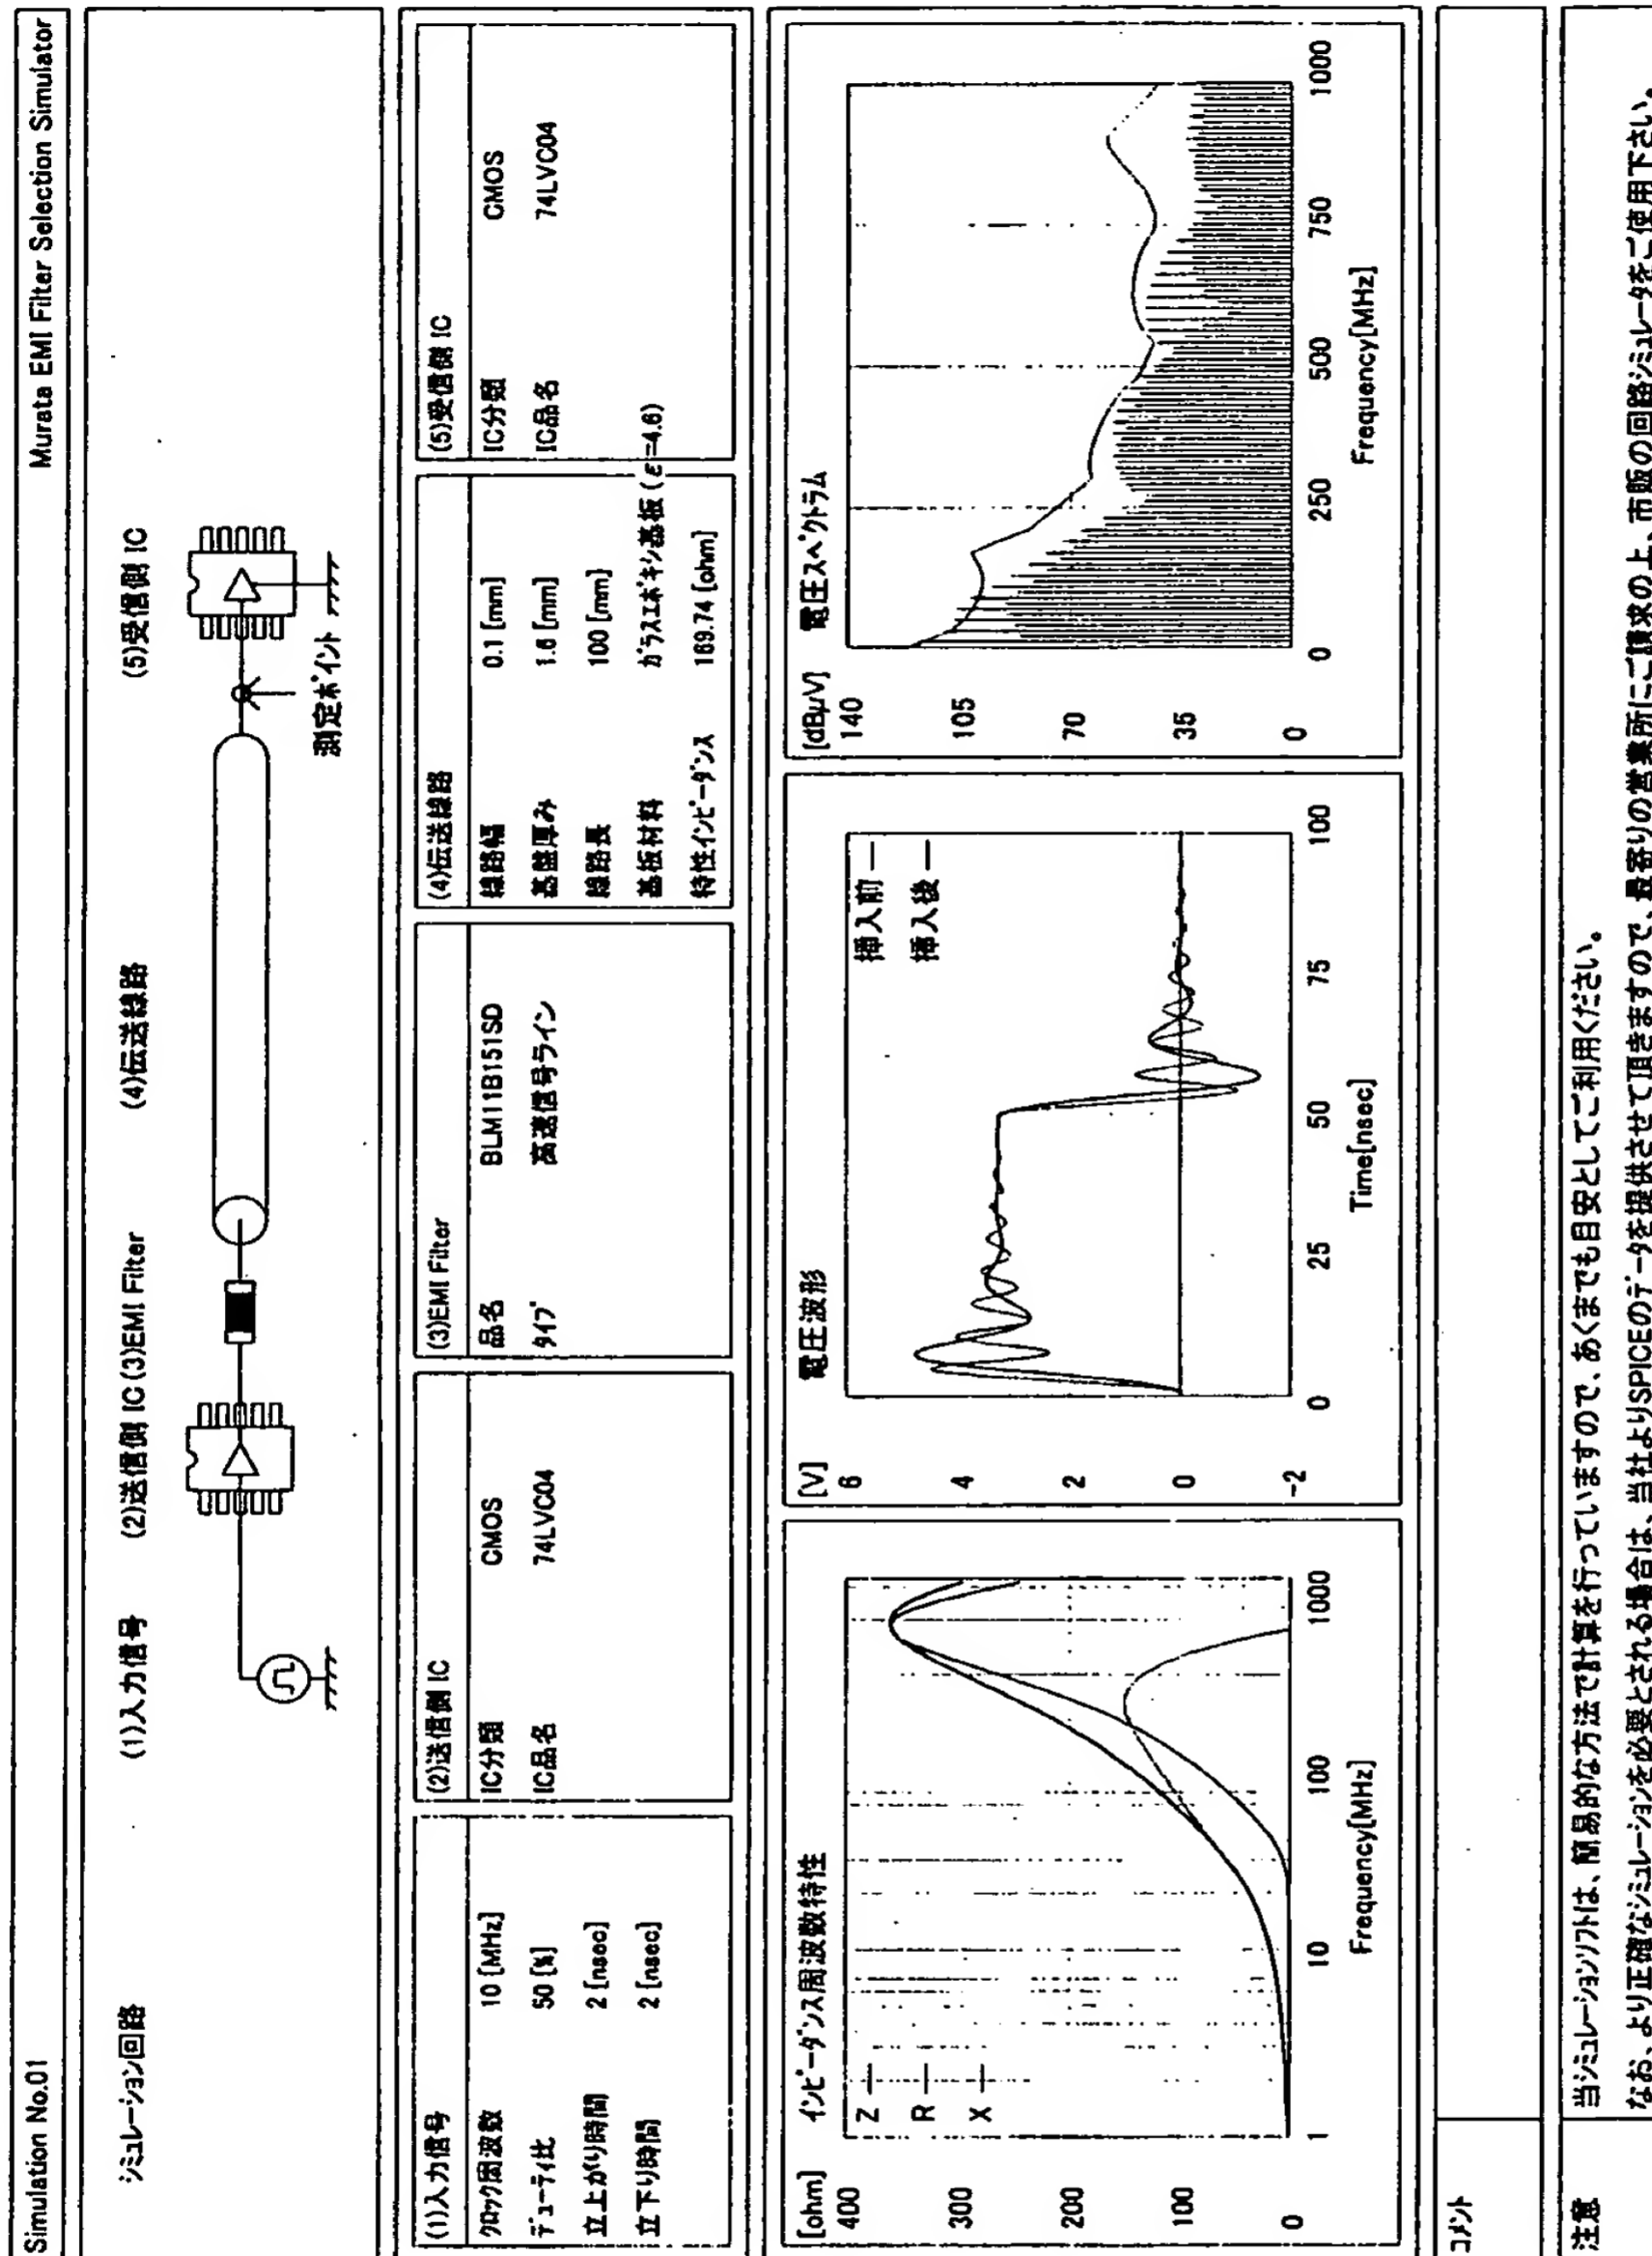 Simulation No.01
Murata EMI Filter Selection Simulator
シミュレーション回路
(1)入力信号
(2)送信側 IC
(3)EMI Filter
(4)伝送線路
(5)受信側 IC
測定ポイント
(1)入力信号
クロック周波数 10 [MHz]
デューティ比 50 [%]
立上がり時間 2 [nsec]
立下り時間 2 [nsec]
(2)送信側 IC
IC分類 CMOS
IC品名 74LVC04
(3)EMI Filter
品名 BLM11B151SD
タイプ 高速信号ライン
(4)伝送線路
線路幅 0.1 [mm]
基盤厚み 1.6 [mm]
線路長 100 [mm]
基板材料 ガラスエポキシ基板 (ε=4.6)
特性インピーダンス 169.74 [ohm]
(5)受信側 IC
IC分類 CMOS
IC品名 74LVC04
インピーダンス周波数特性
[ohm]
400
300
200
100
0
Z
R
X
1
10
100
1000
Frequency[MHz]
電圧波形
[V]
6
4
2
0
-2
挿入前
挿入後
0
25
50
75
100
Time[nsec]
電圧スペクトラム
[dBμV]
140
105
70
35
0
0
250
500
750
1000
Frequency[MHz]
コメント
注意
当シミュレーションソフトは、簡易的な方法で計算を行っていますので、あくまでも目安としてご利用ください。
なお、より正確なシミュレーションを必要とされる場合は、当社よりSPICEのデータを提供させて頂きますので、最寄りの営業所にご請求の上、市販の回路シミュレータをご使用下さい。